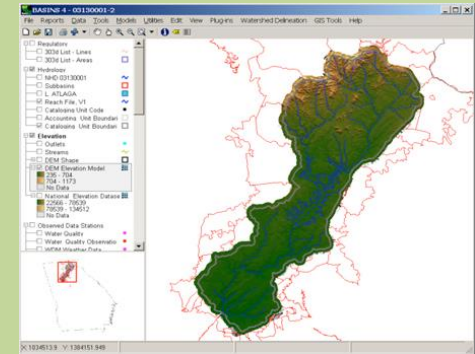 BASINS 4 - 03130001-2
File Reports Data Tools Models Utilities Edit View Plug-ins Watershed Delineation GIS Tools Help
Regulatory
303d List - Lines
303d List - Areas
Hydrology
NHD 03130001
Subbasins
L_ATLAGA
Reach File, V1
Cataloging Unit Code
Accounting Unit Boundari
Cataloging Unit Boundari
Elevation
Outlets
Streams
DEM Shape
DEM Elevation Model
235 - 704
704 - 1173
No Data
National Elevation Datase
22566 - 78539
78539 - 134512
No Data
Observed Data Stations
Water Quality
Water Quality Observatio
WDM Weather Data
X: 1034513.9 Y: 1384151.949